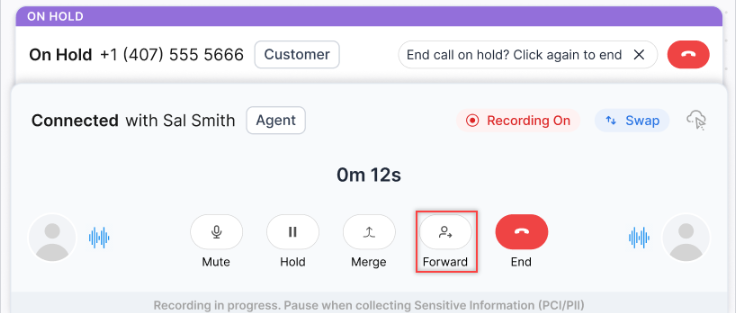 ON HOLD
On Hold +1 (407) 555 5666 Customer End call on hold? Click again to end
Connected with Sal Smith Agent Recording On Swap
0m 12s
Mute Hold Merge Forward End
Recording in progress. Pause when collecting Sensitive Information (PCI/PII)